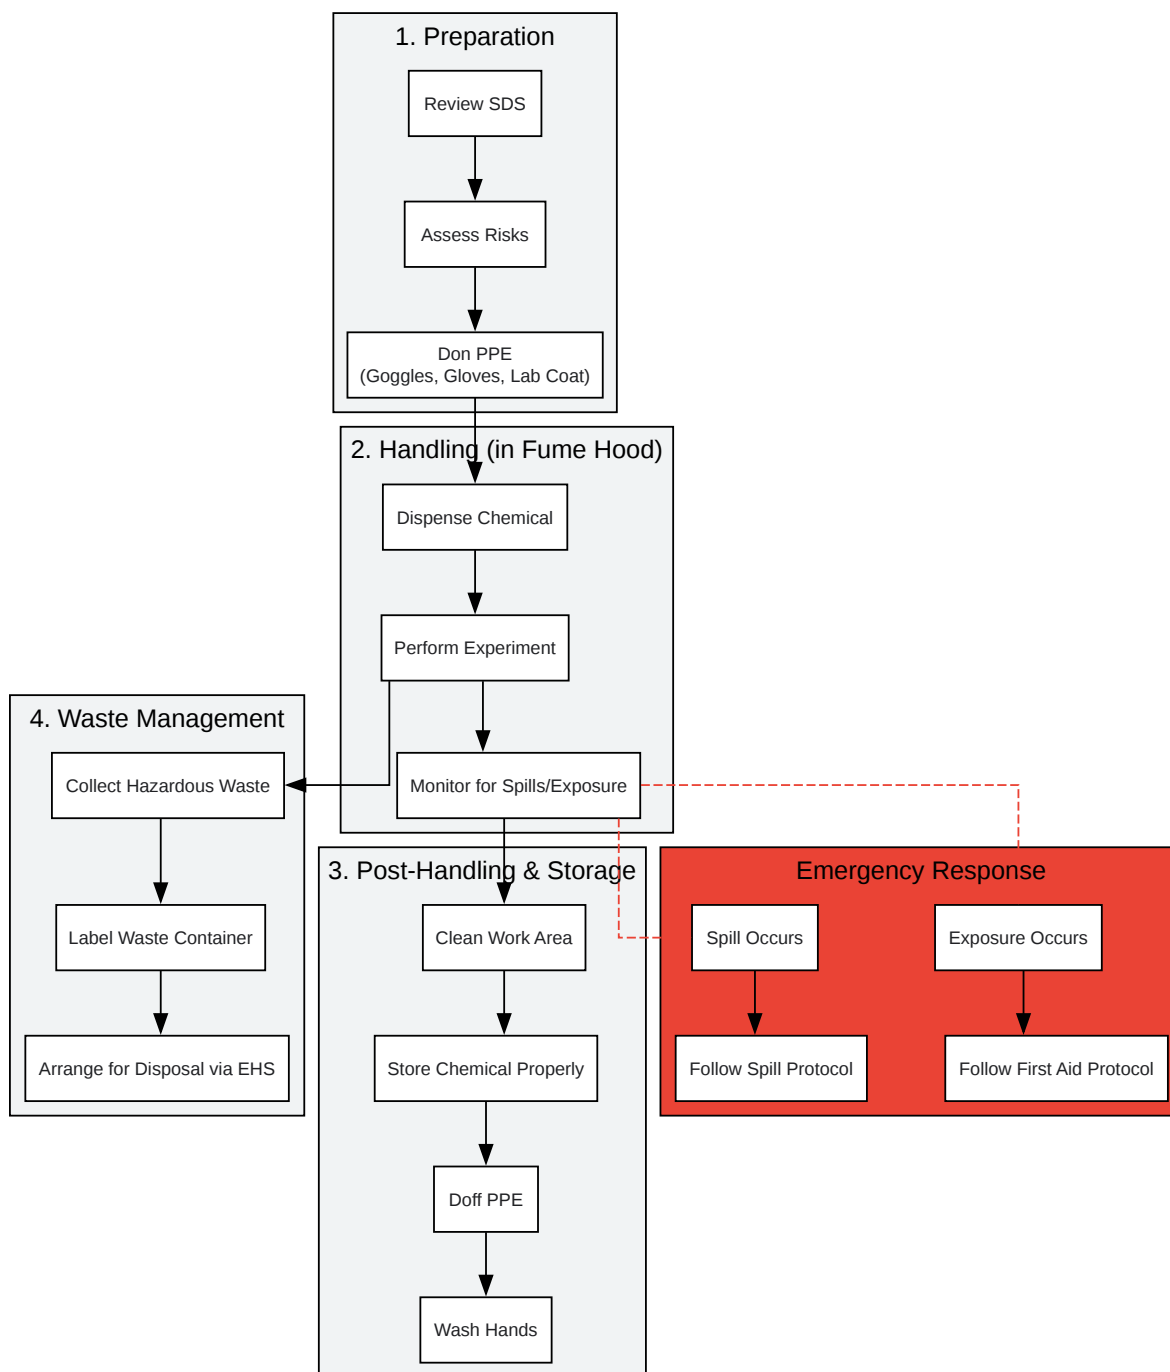 1. Preparation
Review SDS
Assess Risks
Don PPE
(Goggles, Gloves, Lab Coat)
2. Handling (in Fume Hood)
Dispense Chemical
Perform Experiment
Monitor for Spills/Exposure
4. Waste Management
Collect Hazardous Waste
Label Waste Container
Arrange for Disposal via EHS
3. Post-Handling & Storage
Clean Work Area
Store Chemical Properly
Doff PPE
Wash Hands
Emergency Response
Spill Occurs
Exposure Occurs
Follow Spill Protocol
Follow First Aid Protocol